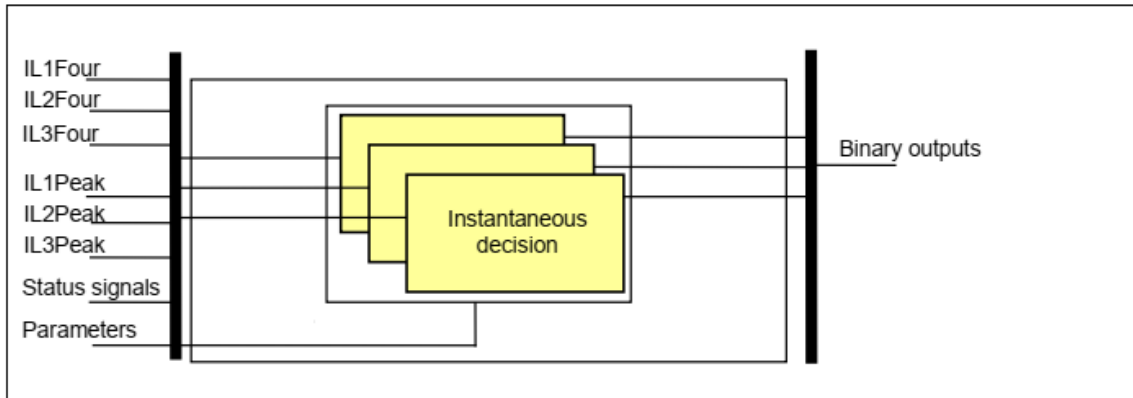 IL1Four
IL2Four
IL3Four
IL1Peak
IL2Peak
IL3Peak
Status signals
Parameters
Instantaneous
decision
Binary outputs